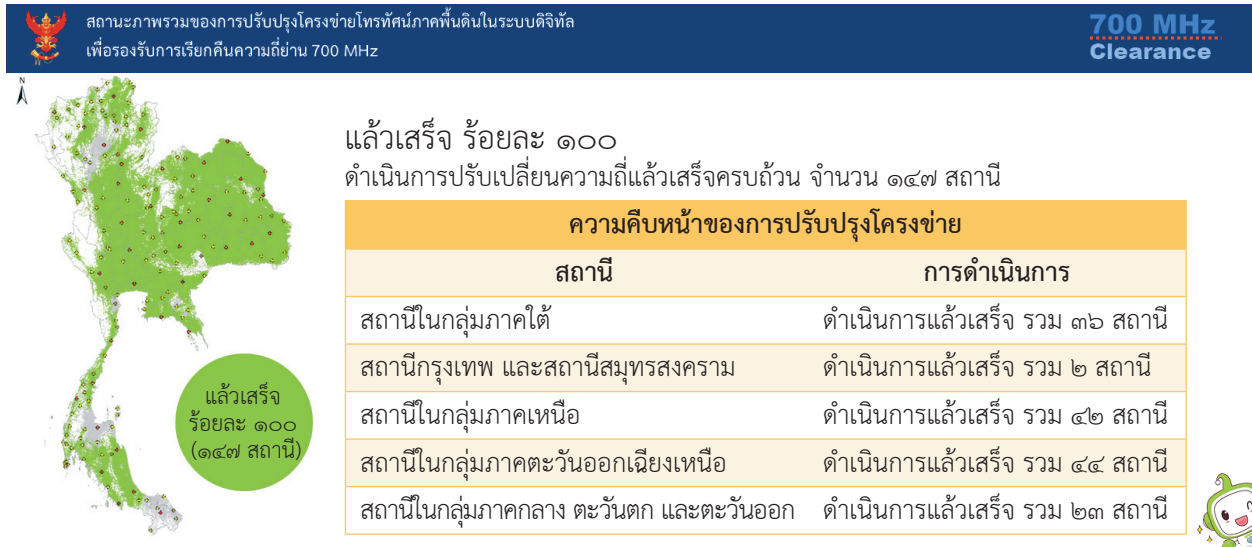 สถานะภาพรวมของการปรับปรุงโครงข่ายโทรทัศน์ภาคพื้นดินในระบบดิจิทัล
เพื่อรองรับการเรียกคืนความถี่ย่าน 700 MHz
700 MHz
Clearance
N
แล้วเสร็จ ร้อยละ ๑๐๐
ดำเนินการปรับเปลี่ยนความถี่แล้วเสร็จครบถ้วน จำนวน ๑๔๗ สถานี
ความคืบหน้าของการปรับปรุงโครงข่าย
สถานี การดำเนินการ
สถานีในกลุ่มภาคใต้ ดำเนินการแล้วเสร็จ รวม ๓๖ สถานี
สถานีกรุงเทพ และสถานีสมุทรสงคราม ดำเนินการแล้วเสร็จ รวม ๒ สถานี
สถานีในกลุ่มภาคเหนือ ดำเนินการแล้วเสร็จ รวม ๔๒ สถานี
สถานีในกลุ่มภาคตะวันออกเฉียงเหนือ ดำเนินการแล้วเสร็จ รวม ๔๔ สถานี
สถานีในกลุ่มภาคกลาง ตะวันตก และตะวันออก ดำเนินการแล้วเสร็จ รวม ๒๓ สถานี
แล้วเสร็จ
ร้อยละ ๑๐๐
(๑๔๗ สถานี)